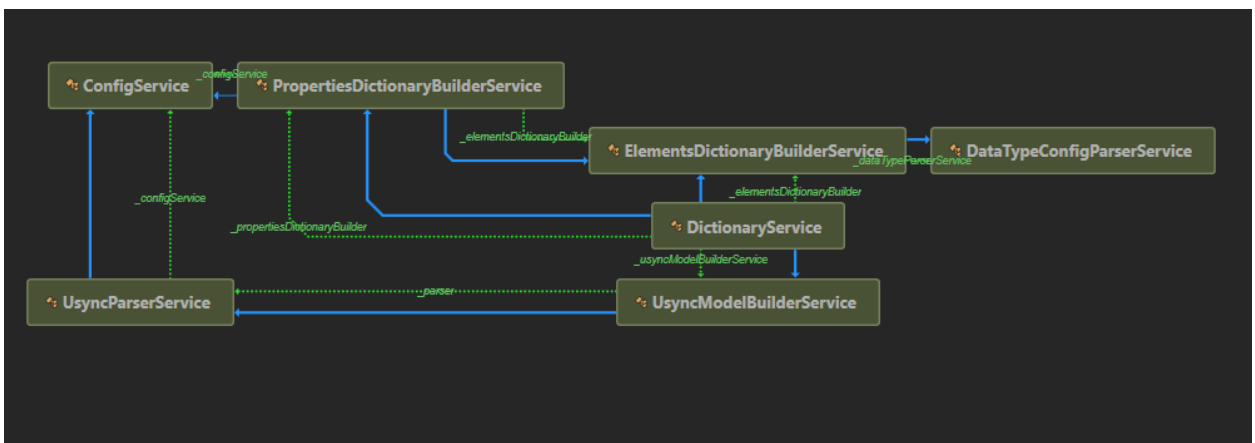 _configService
ConfigService
PropertiesDictionaryBuilderService
_elementsDictionaryBuilder
ElementsDictionaryBuilderService
DataTypeConfigParserService
_dataTypeParserService
_elementsDictionaryBuilder
_configService
_propertiesDictionaryBuilder
DictionaryService
_usyncModelBuilderService
_parser
UsyncParserService
UsyncModelBuilderService